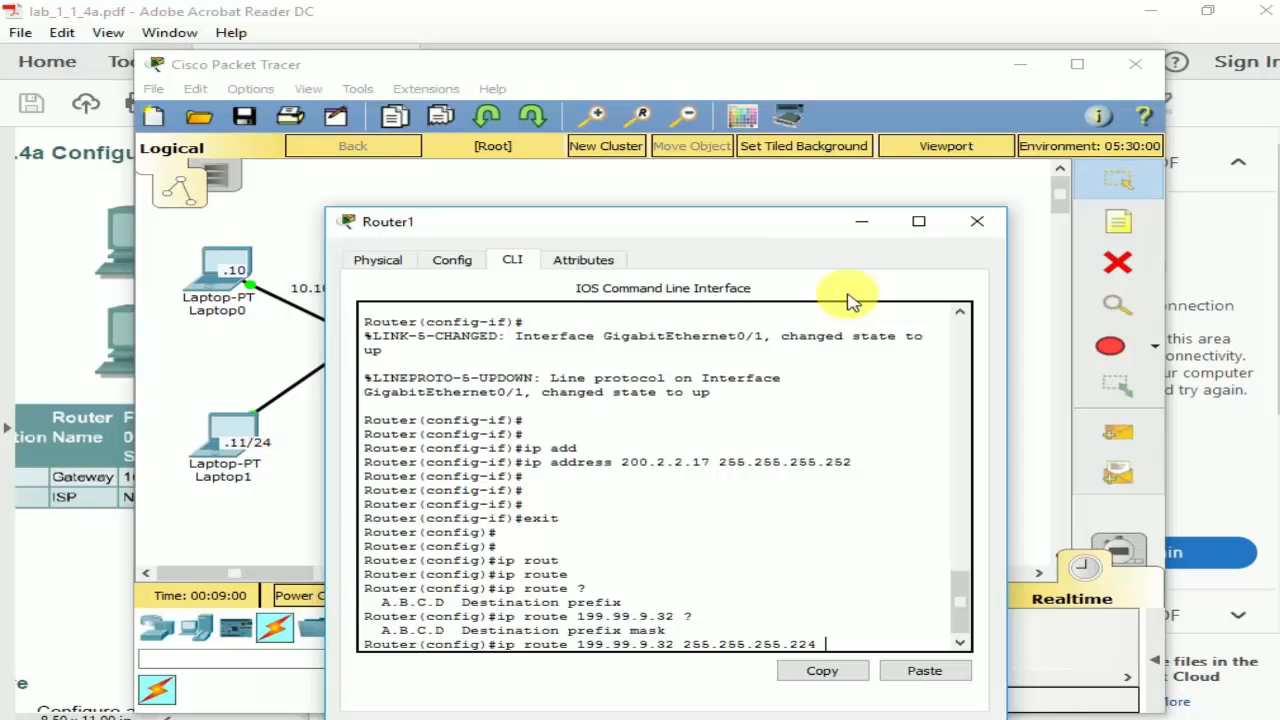 lab_1_1_4a.pdf - Adobe Acrobat Reader DC
File Edit View Window Help
Home
Sign In
Cisco Packet Tracer
File Edit Options View Tools Extensions Help
Logical
Back
[Root]
New Cluster
Move Object
Set Tiled Background
Viewport
Environment: 05:30:00
.4a Configu
Router1
Physical
Config
CLI
Attributes
IOS Command Line Interface
.10
Laptop-PT
Laptop0
.11/24
Laptop-PT
Laptop1
Router(config-if)#
%LINK-5-CHANGED: Interface GigabitEthernet0/1, changed state to
up
%LINEPROTO-5-UPDOWN: Line protocol on Interface
GigabitEthernet0/1, changed state to up
Router(config-if)#
Router(config-if)#
Router(config-if)#ip add
Router(config-if)#ip address 200.2.2.17 255.255.255.252
Router(config-if)#
Router(config-if)#
Router(config-if)#
Router(config-if)#exit
Router(config)#
Router(config)#
Router(config)#ip rout
Router(config)#ip route
Router(config)#ip route ?
A.B.C.D Destination prefix
Router(config)#ip route 199.99.9.32 ?
A.B.C.D Destination prefix mask
Router(config)#ip route 199.99.9.32 255.255.255.224
Copy
Paste
Router
Name
Gateway
ISP
nnection
this area
onnectivity.
ur computer
d try again.
Time: 00:09:00
Power C
Realtime
e files in the
Cloud
8.50 x 11.00 in